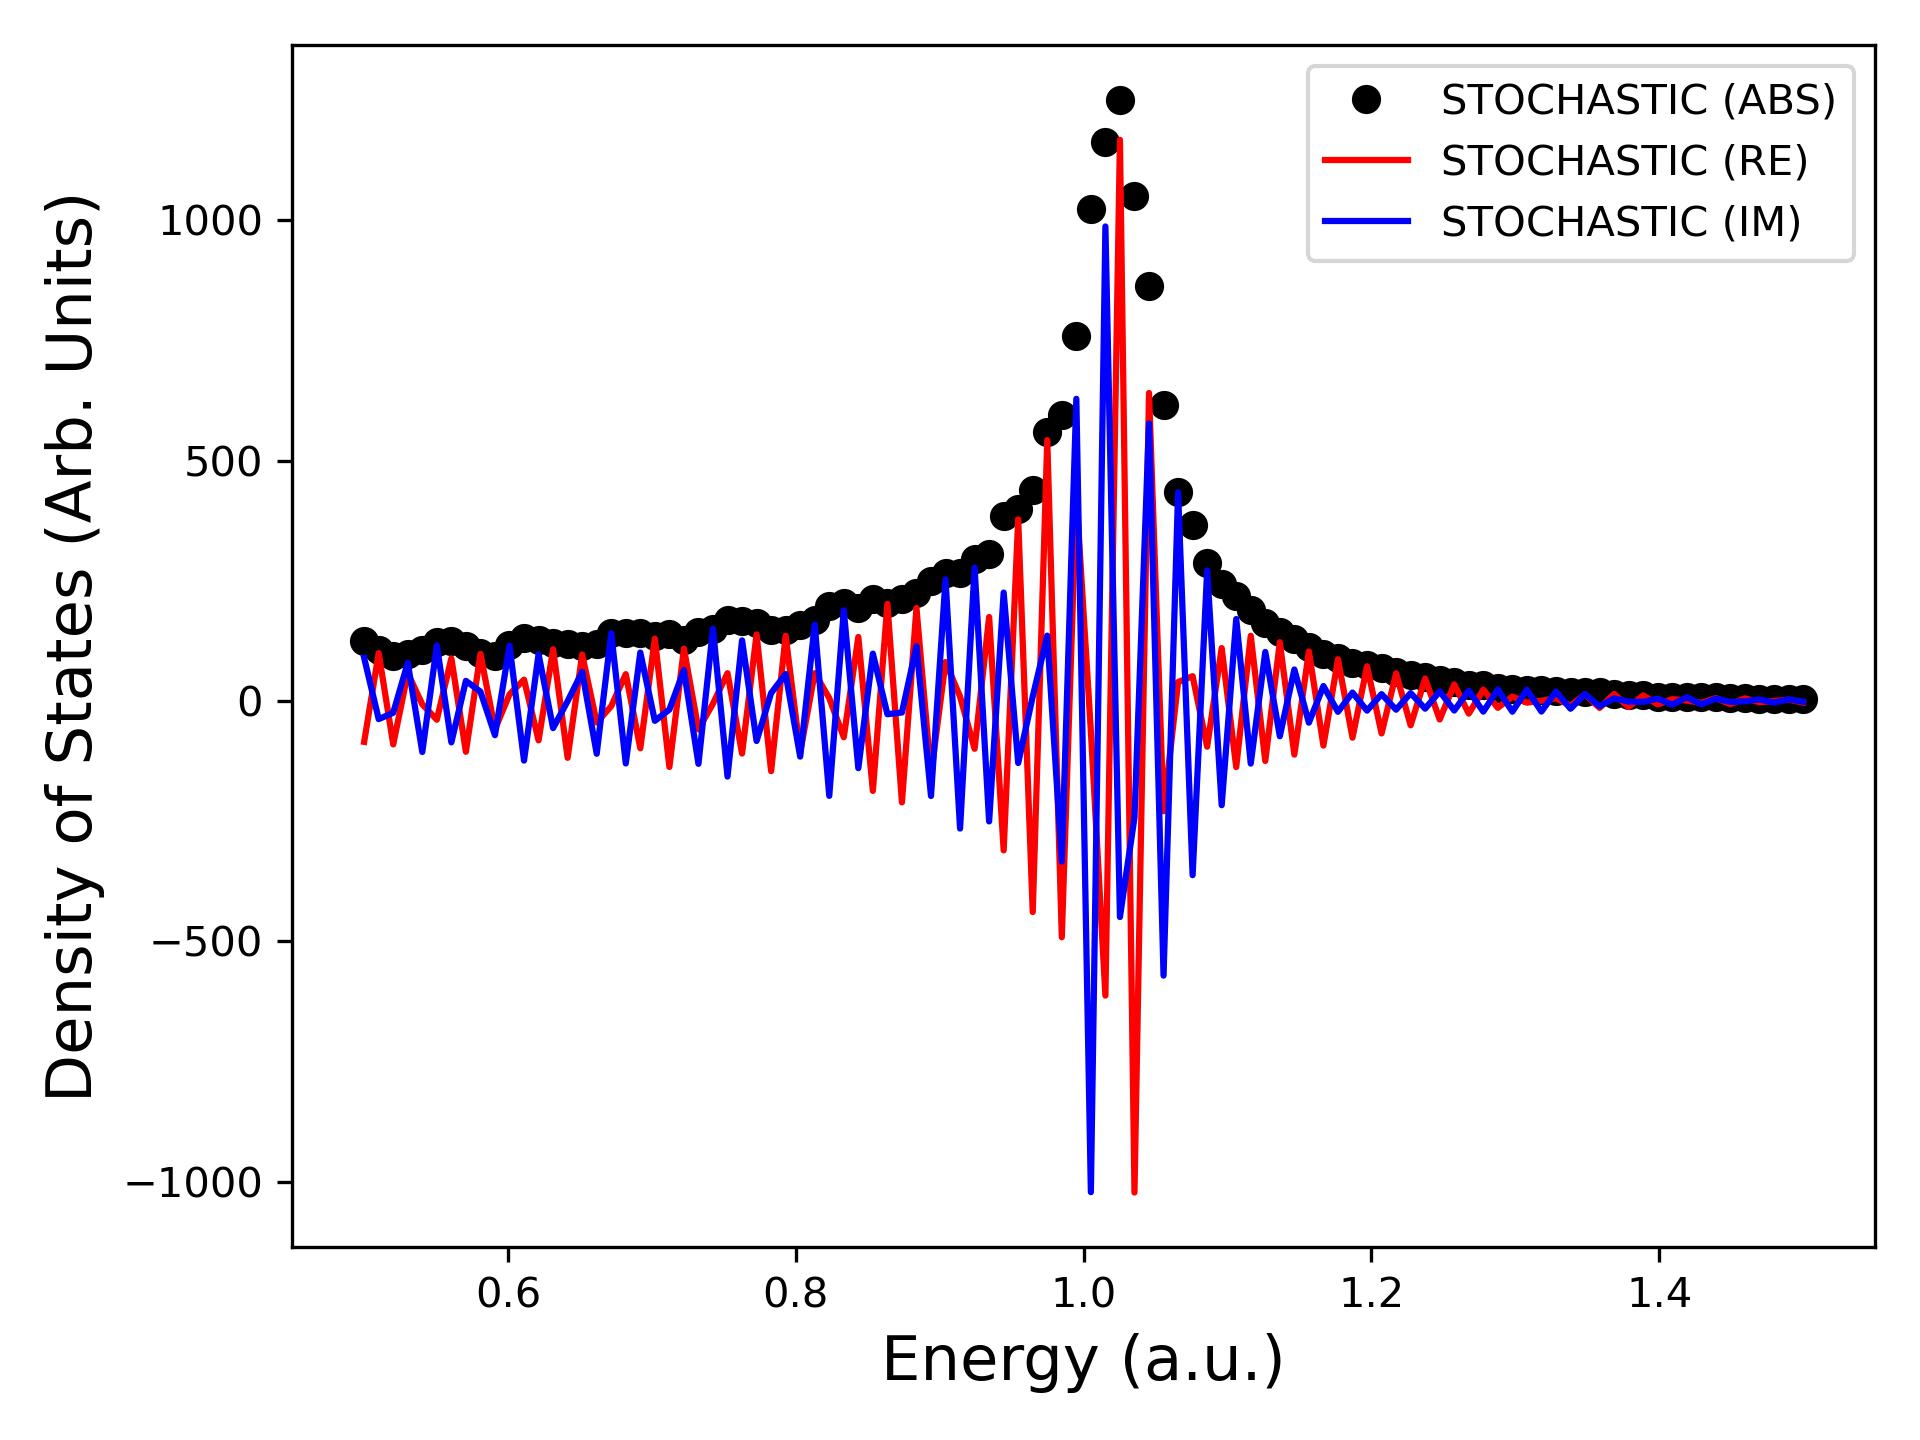 STOCHASTIC (ABS)
STOCHASTIC (RE)
STOCHASTIC (IM)
Density of States (Arb. Units)
1000
500
0
−500
−1000
0.6 0.8 1.0 1.2 1.4
Energy (a.u.)